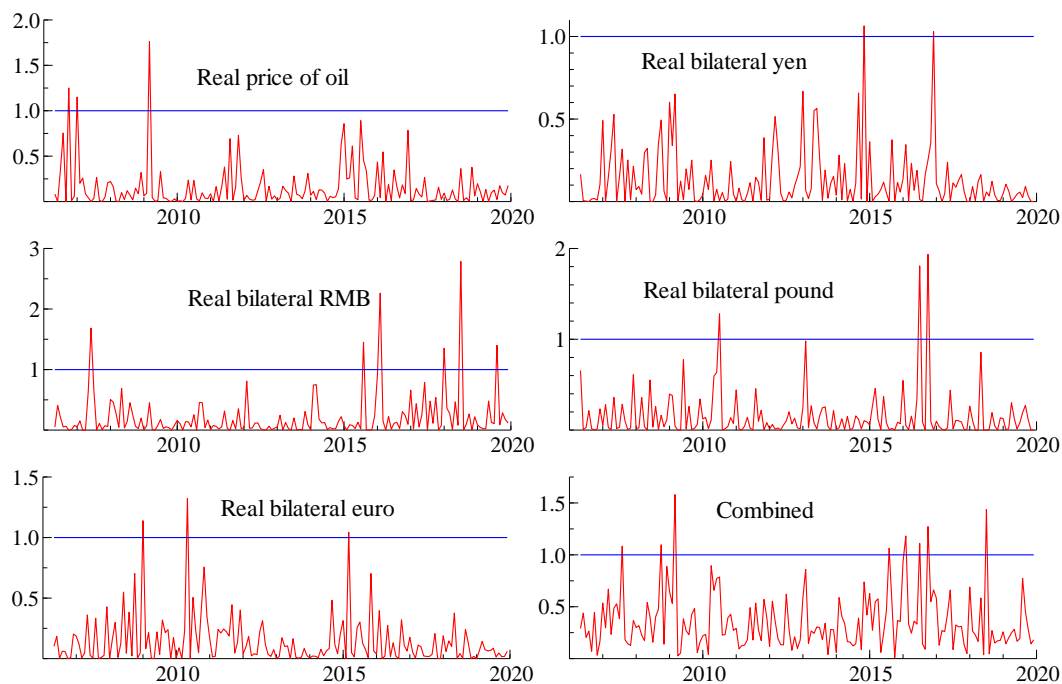 2.0
1.5
Real price of oil
1.0
0.5
2010 2015 2020
1.0
Real bilateral yen
0.5
2010 2015 2020
3
Real bilateral RMB
2
1
2010 2015 2020
2
Real bilateral pound
1
2010 2015 2020
1.5
Real bilateral euro
1.0
0.5
2010 2015 2020
1.5
Combined
1.0
0.5
2010 2015 2020